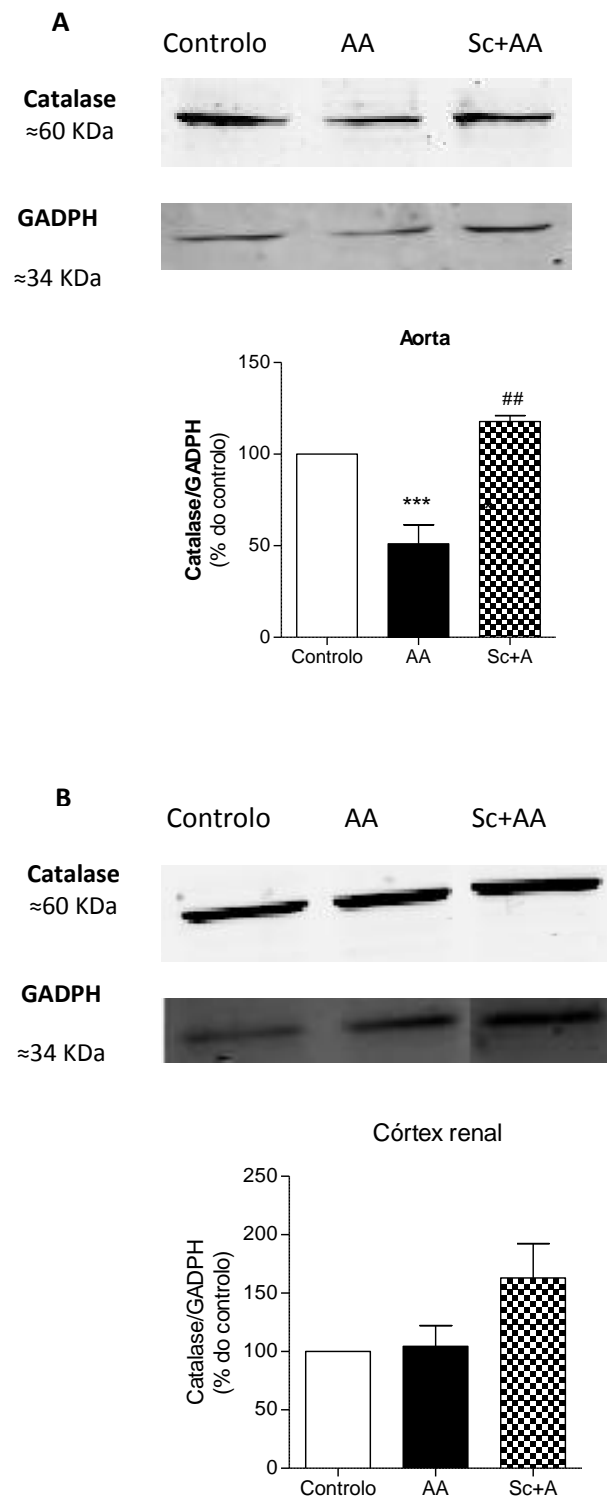 A
Controlo AA Sc+AA
Catalase
≈60 KDa
GADPH
≈34 KDa
Aorta
150
100
50
0
Catalase/GADPH
(% do controlo)
***
##
Controlo AA Sc+A
B
Controlo AA Sc+AA
Catalase
≈60 KDa
GADPH
≈34 KDa
Córtex renal
250
200
150
100
50
0
Catalase/GADPH
(% do controlo)
Controlo AA Sc+A